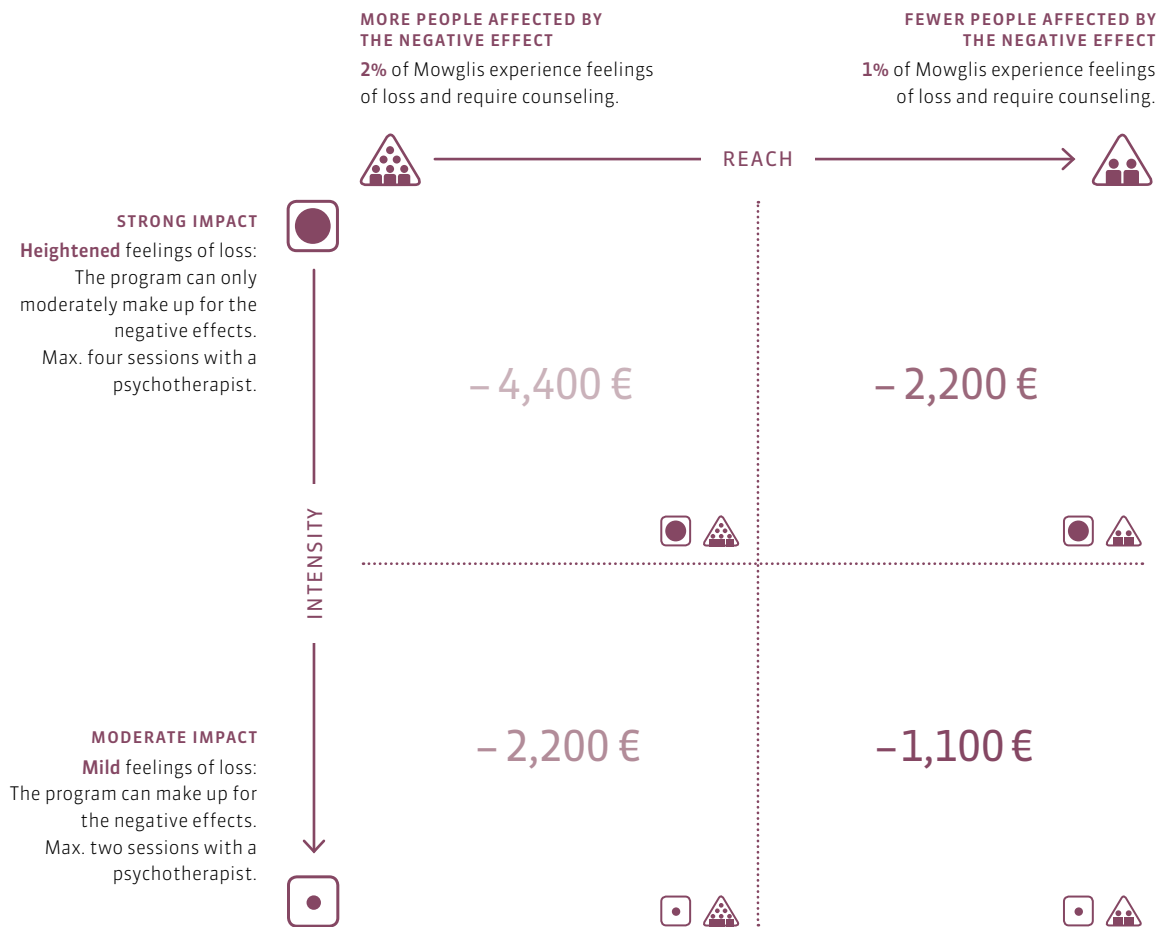 MORE PEOPLE AFFECTED BY
THE NEGATIVE EFFECT
2% of Mowglis experience feelings
of loss and require counseling.
FEWER PEOPLE AFFECTED BY
THE NEGATIVE EFFECT
1% of Mowglis experience feelings
of loss and require counseling.
REACH
STRONG IMPACT
Heightened feelings of loss:
The program can only
moderately make up for the
negative effects.
Max. four sessions with a
psychotherapist.
– 4,400 €
– 2,200 €
INTENSITY
MODERATE IMPACT
Mild feelings of loss:
The program can make up for
the negative effects.
Max. two sessions with a
psychotherapist.
– 2,200 €
–1,100 €